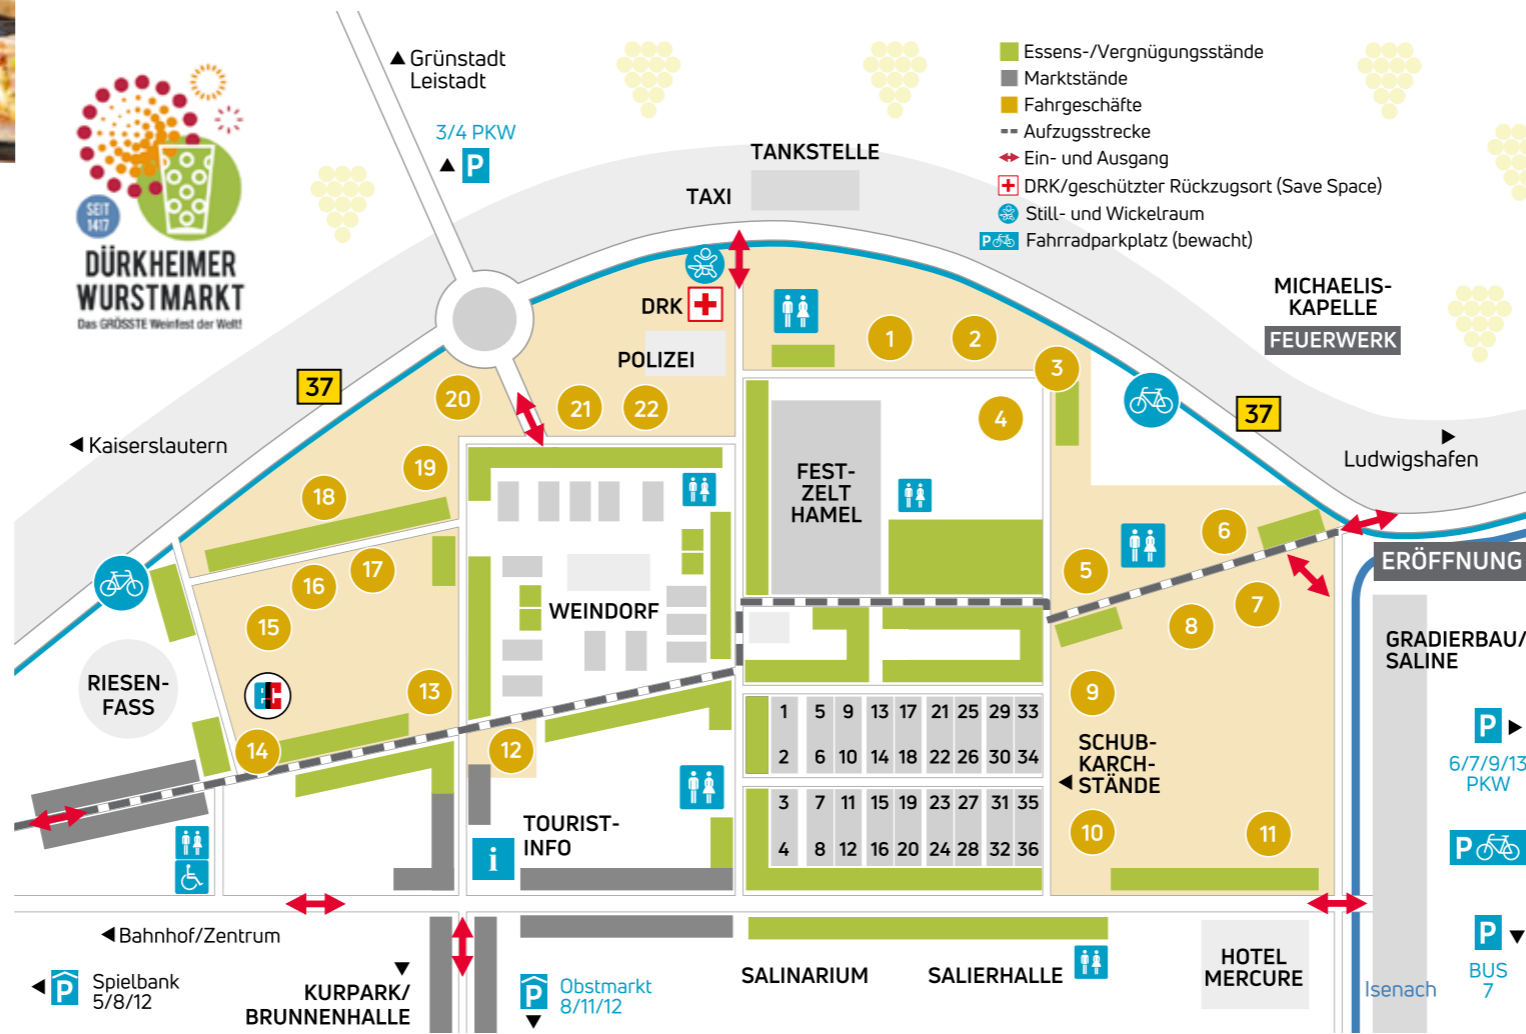 SEIT
1417
DÜRKHEIMER
WURSTMARKT
Das GRÖSSTE Weinfest der Welt!
Grünstadt
Leistadt
3/4 PKW
P
TAXI
TANKSTELLE
Essens-/Vergnügungsstände
Marktstände
Fahrgeschäfte
Aufzugsstrecke
Ein- und Ausgang
DRK/geschützter Rückzugsort (Save Space)
Still- und Wickelraum
P Fahrradparkplatz (bewacht)
MICHAELIS-
KAPELLE
FEUERWERK
DRK
POLIZEI
37
37
Kaiserslautern
Ludwigshafen
1
2
3
4
5
6
7
8
9
10
11
12
13
14
15
16
17
18
19
20
21
22
FEST-
ZELT
HAMEL
WEINDORF
RIESEN-
FASS
EC
ERÖFFNUNG
GRADIERBAU/
SALINE
1 5 9 13 17 21 25 29 33
2 6 10 14 18 22 26 30 34
3 7 11 15 19 23 27 31 35
4 8 12 16 20 24 28 32 36
SCHUB-
KARCH-
STÄNDE
P
6/7/9/13
PKW
P
P
BUS
7
TOURIST-
INFO
i
Bahnhof/Zentrum
P
Spielbank
5/8/12
KURPARK/
BRUNNENHALLE
P
Obstmarkt
8/11/12
SALINARIUM
SALIERHALLE
HOTEL
MERCURE
Isenach